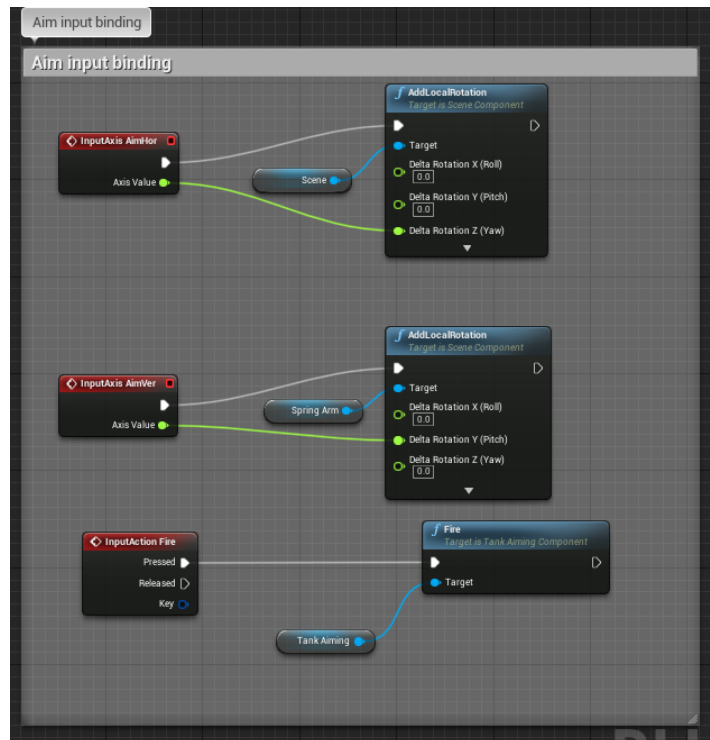 Aim input binding
Aim input binding
AddLocalRotation
Target is Scene Component
InputAxis AimHor
Target
Delta Rotation X (Roll)
0.0
Axis Value
Scene
Delta Rotation Y (Pitch)
0.0
Delta Rotation Z (Yaw)
AddLocalRotation
Target is Scene Component
InputAxis AimVer
Target
Spring Arm
Delta Rotation X (Roll)
0.0
Axis Value
Delta Rotation Y (Pitch)
Delta Rotation Z (Yaw)
0.0
Fire
Target is Tank Aiming Component
InputAction Fire
Pressed
Released
Target
Key
Tank Aiming